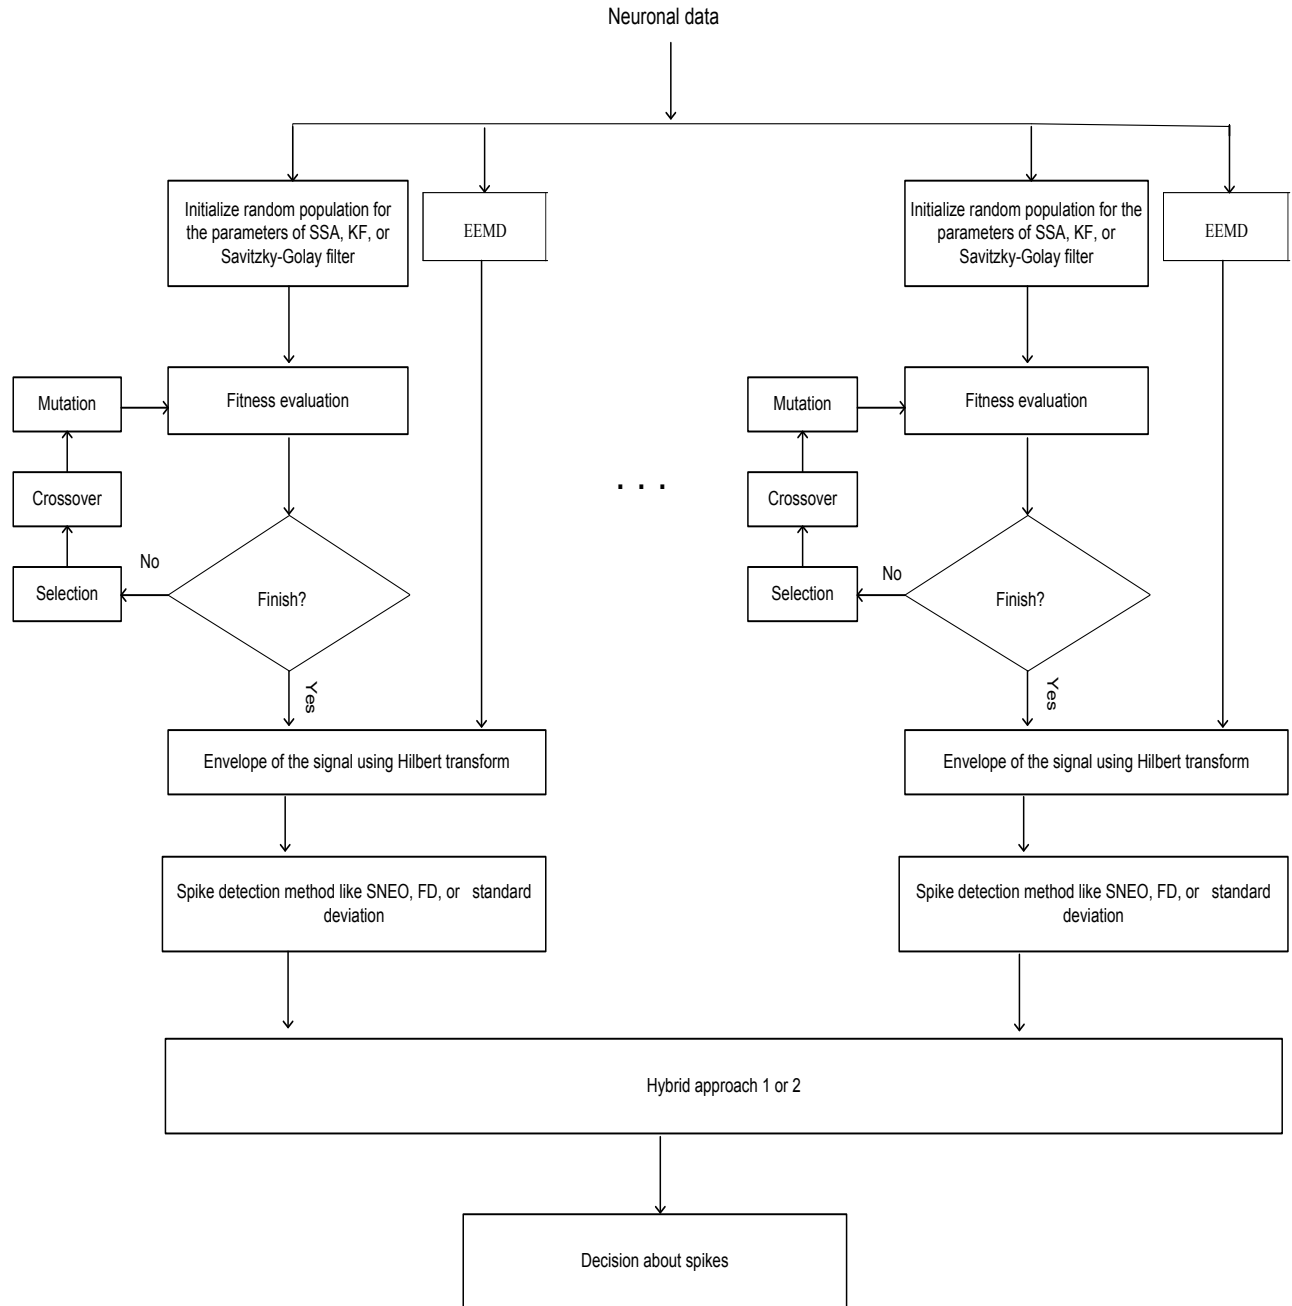 Neuronal data
Initialize random population for
the parameters of SSA, KF, or
Savitzky-Golay filter
EEMD
Initialize random population for the
parameters of SSA, KF, or
Savitzky-Golay filter
EEMD
Mutation
Fitness evaluation
Mutation
Fitness evaluation
Crossover
. . .
Crossover
No
Selection
Finish?
No
Selection
Finish?
Yes
Yes
Envelope of the signal using Hilbert transform
Envelope of the signal using Hilbert transform
Spike detection method like SNEO, FD, or standard
deviation
Spike detection method like SNEO, FD, or standard
deviation
Hybrid approach 1 or 2
Decision about spikes